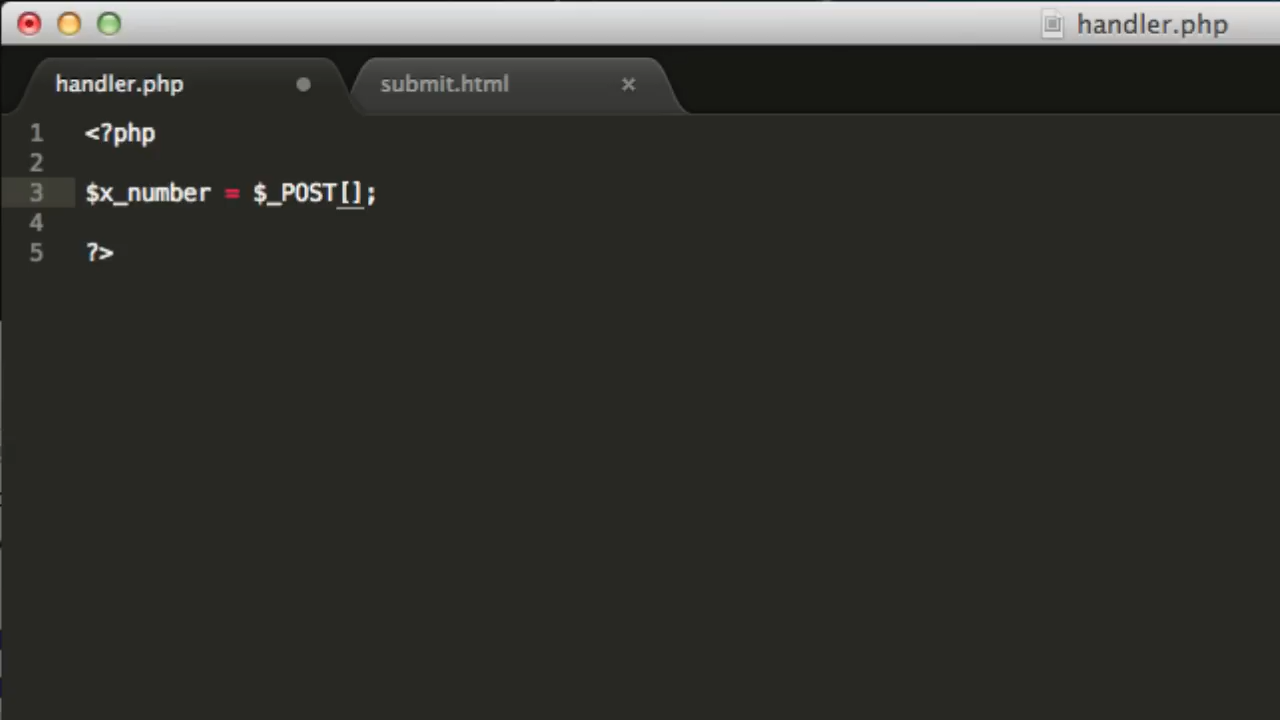 handler.php
handler.php submit.html ×
1 <?php
2
3 $x_number = $_POST[];
4
5 ?>